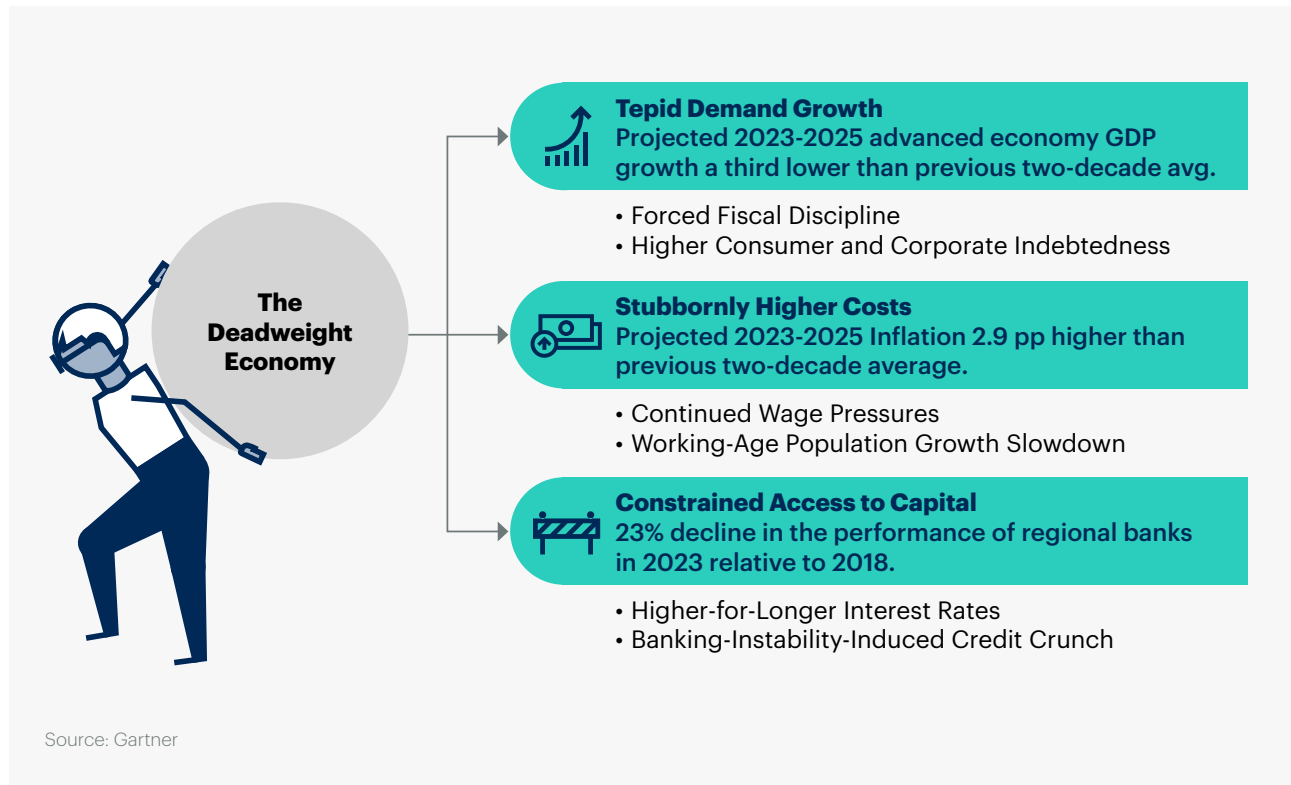 The
Deadweight
Economy
Tepid Demand Growth
Projected 2023-2025 advanced economy GDP
growth a third lower than previous two-decade avg.
• Forced Fiscal Discipline
• Higher Consumer and Corporate Indebtedness
Stubbornly Higher Costs
Projected 2023-2025 Inflation 2.9 pp higher than
previous two-decade average.
• Continued Wage Pressures
• Working-Age Population Growth Slowdown
Constrained Access to Capital
23% decline in the performance of regional banks
in 2023 relative to 2018.
• Higher-for-Longer Interest Rates
• Banking-Instability-Induced Credit Crunch
Source: Gartner